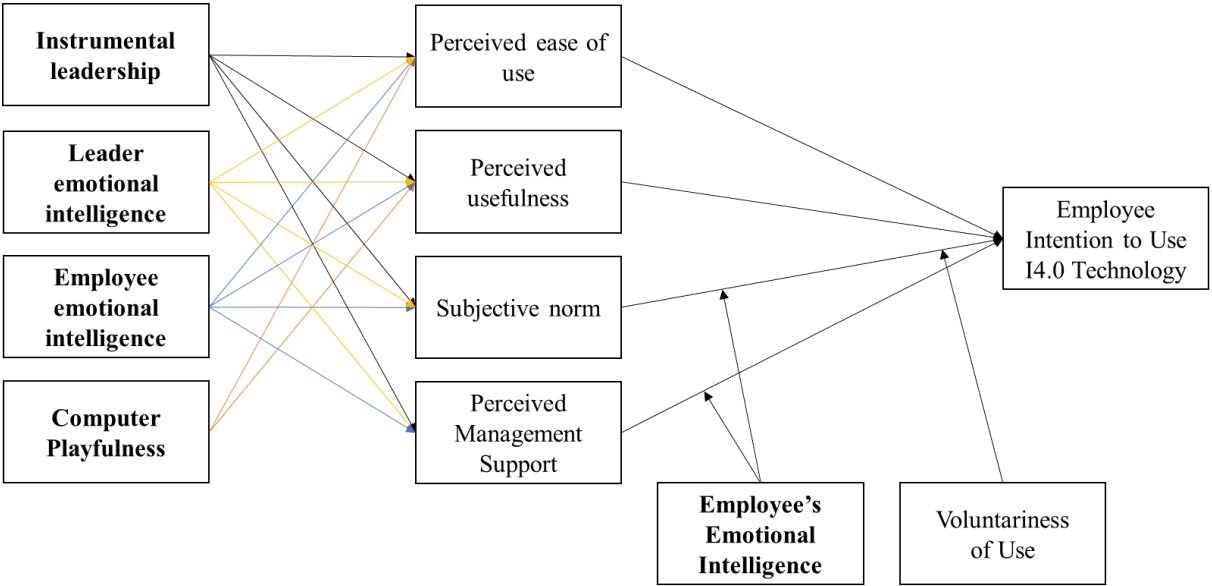 Instrumental
leadership
Leader
emotional
intelligence
Employee
emotional
intelligence
Computer
Playfulness
Perceived ease of
use
Perceived
usefulness
Subjective norm
Perceived
Management
Support
Employee
Intention to Use
I4.0 Technology
Employee's
Emotional
Intelligence
Voluntariness
of Use